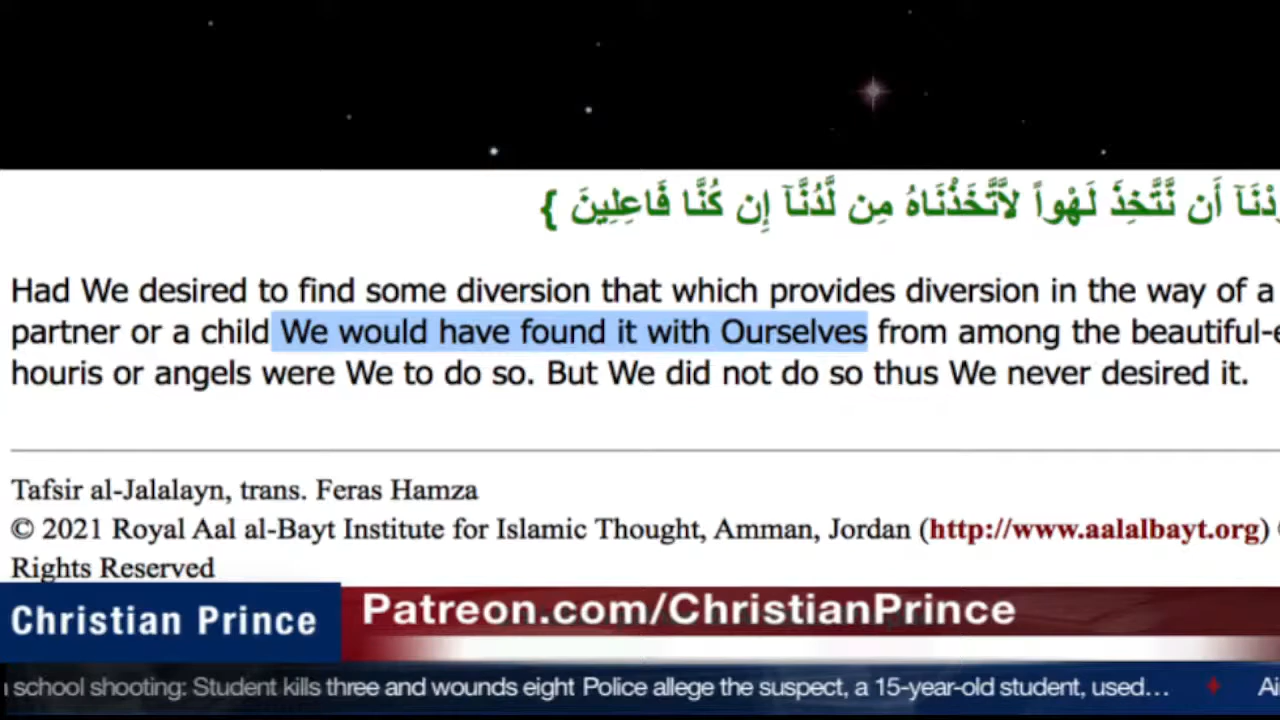 أَن نَّتَّخِذَ لَهْواً لاَّتَّخَذْنَاهُ مِن لَّدُنَّآ إِن كُنَّا فَاعِلِينَ }
Had We desired to find some diversion that which provides diversion in the way of a
partner or a child We would have found it with Ourselves from among the
houris or angels were We to do so. But We did not do so thus We never desired it.
Tafsir al-Jalalayn, trans. Feras Hamza
© 2021 Royal Aal al-Bayt Institute for Islamic Thought, Amman, Jordan (http://www.aalalbayt.org)
Rights Reserved
Christian Prince
Patreon.com/ChristianPrince
school shooting: Student kills three and wounds eight Police allege the suspect, a 15-year-old student, used...